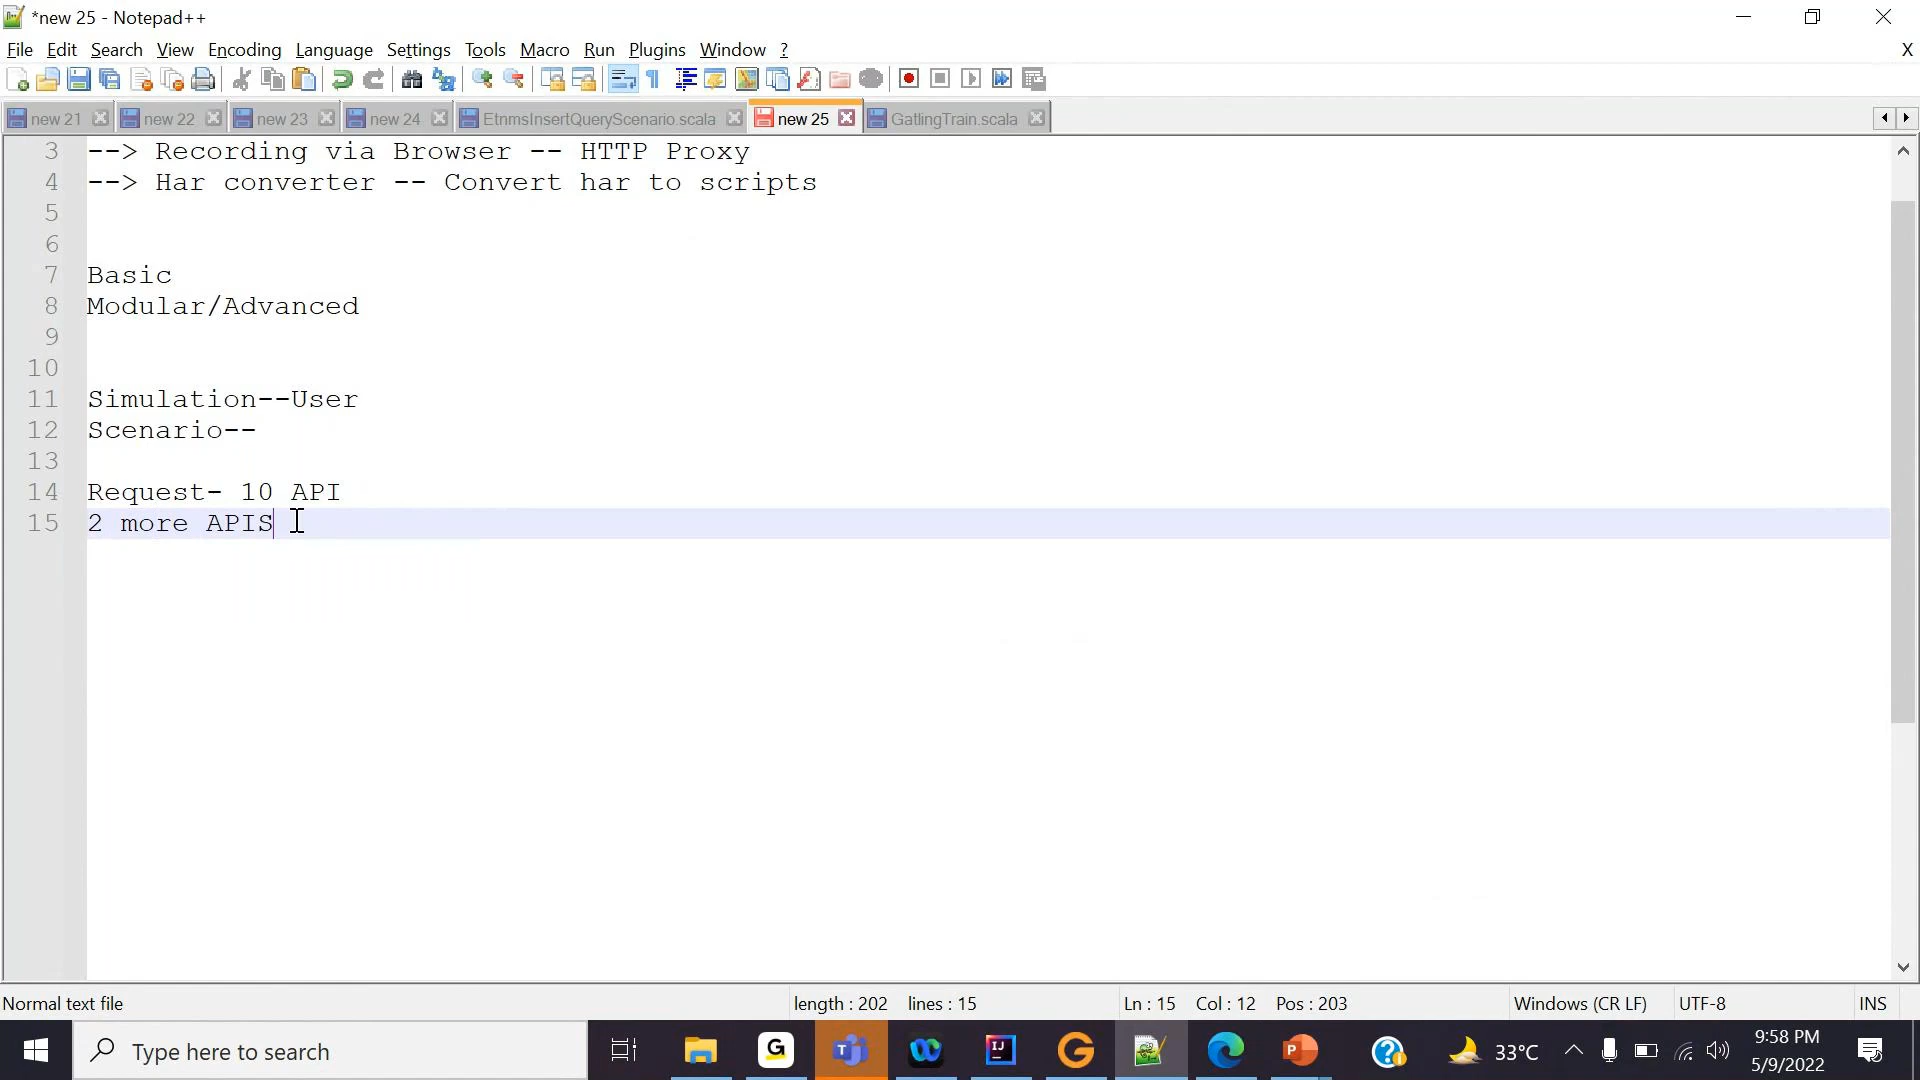 *new 25 - Notepad++
File Edit Search View Encoding Language Settings Tools Macro Run Plugins Window ? X
new 21 new 22 new 23 new 24 EtnmsInsertQueryScenario.scala new 25 GatlingTrain.scala
3 --> Recording via Browser -- HTTP Proxy
4 --> Har converter -- Convert har to scripts
5
6
7 Basic
8 Modular/Advanced
9
10
11 Simulation--User
12 Scenario--
13
14 Request- 10 API
15 2 more APIS
Normal text file length : 202 lines : 15 Ln : 15 Col : 12 Pos : 203 Windows (CR LF) UTF-8 INS
Type here to search
33°C
9:58 PM
5/9/2022